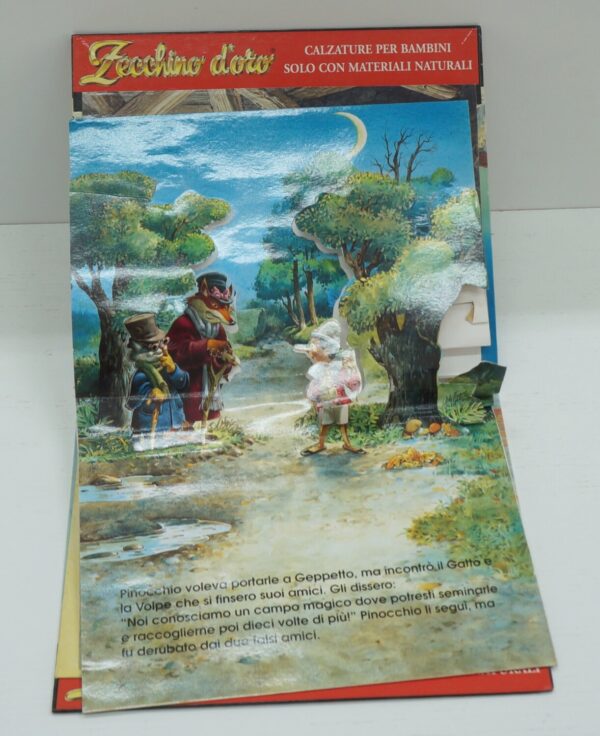 Zecchino d'oro
CALZATURE PER BAMBINI
SOLO CON MATERIALI NATURALI
Pinocchio voleva portarle a Geppetto, ma incontrò il Gatto e
la Volpe che si finsero suoi amici. Gli dissero:
"Noi conosciamo un campo magico dove potresti seminarle
e raccoglierne poi dieci volte di più!" Pinocchio li seguì, ma
fu derubato dai due falsi amici.